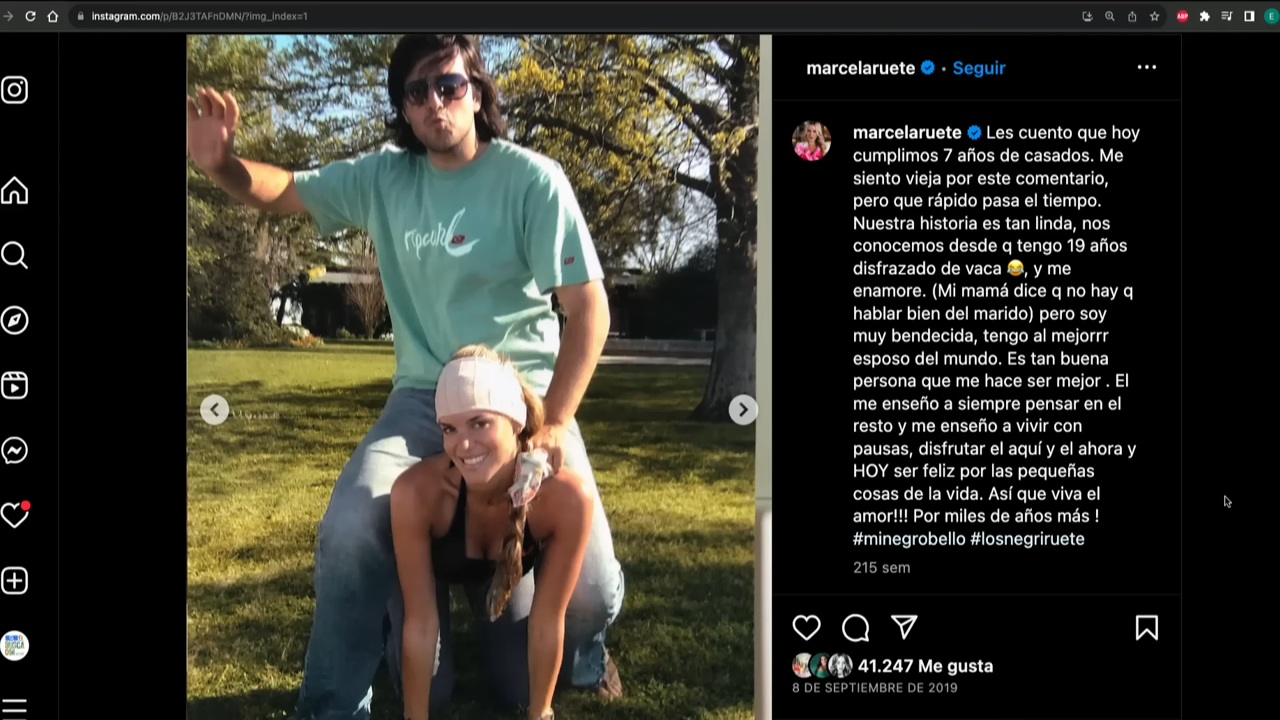 instagram.com/p/B2J3TAFnDMN/?img_index=1
ABP
E
ripcurl
marcelaruete • Seguir
marcelaruete Les cuento que hoy
cumplimos 7 años de casados. Me
siento vieja por este comentario,
pero que rápido pasa el tiempo.
Nuestra historia es tan linda, nos
conocemos desde q tengo 19 años
disfrazado de vaca 😂, y me
enamore. (Mi mamá dice q no hay q
hablar bien del marido) pero soy
muy bendecida, tengo al mejorrr
esposo del mundo. Es tan buena
persona que me hace ser mejor . El
me enseño a siempre pensar en el
resto y me enseño a vivir con
pausas, disfrutar el aquí y el ahora y
HOY ser feliz por las pequeñas
cosas de la vida. Así que viva el
amor!!! Por miles de años más !
#minegrobello #losnegriruete
215 sem
41.247 Me gusta
8 DE SEPTIEMBRE DE 2019